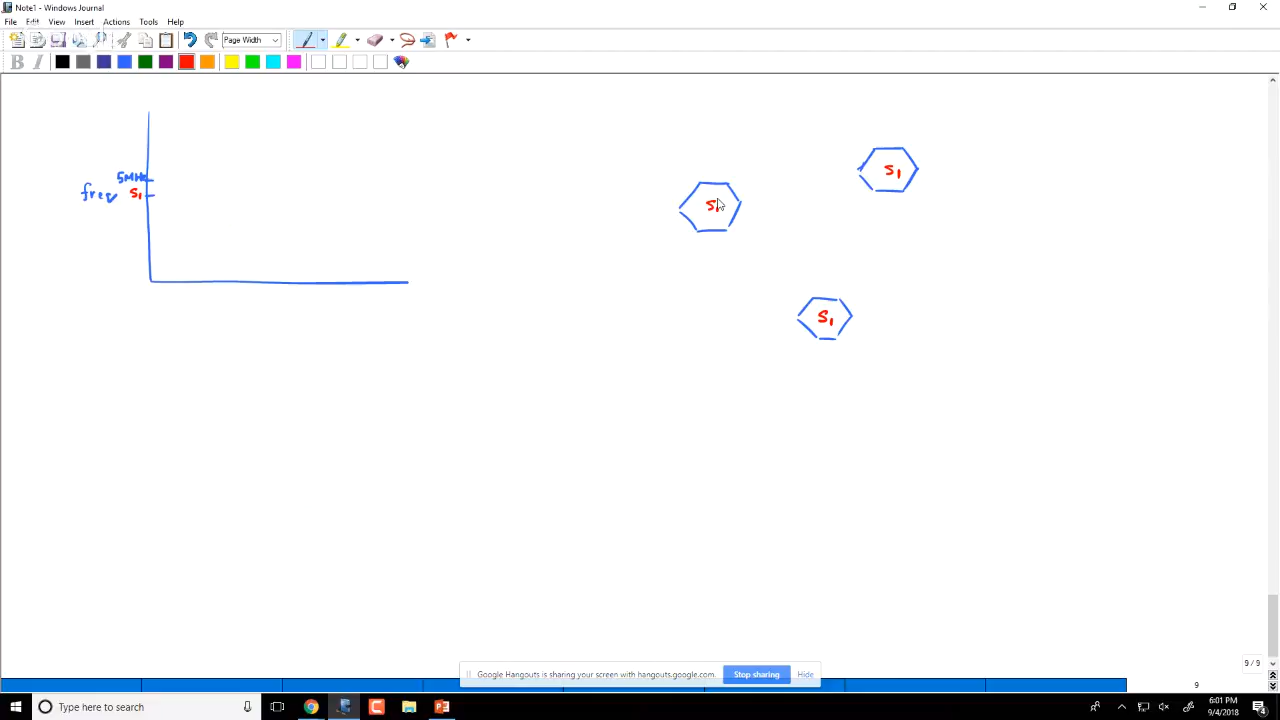 Note1 - Windows Journal
File Edit View Insert Actions Tools Help
Page Width
B I
5MHz
freq S1
S1
S1
S1
9 / 9
Google Hangouts is sharing your screen with hangouts.google.com. Stop sharing Hide
9
Type here to search
6:01 PM
9/4/2018
4